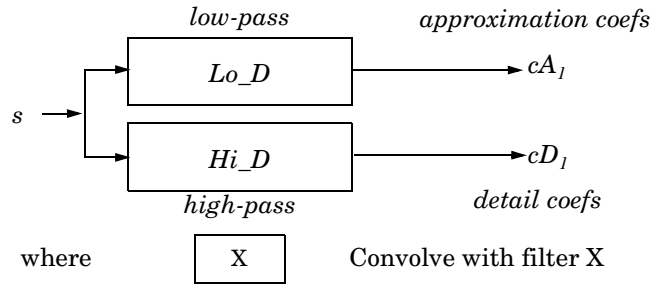 low-pass approximation coefs
Lo_D cA₁
s
Hi_D cD₁
high-pass detail coefs
where X Convolve with filter X